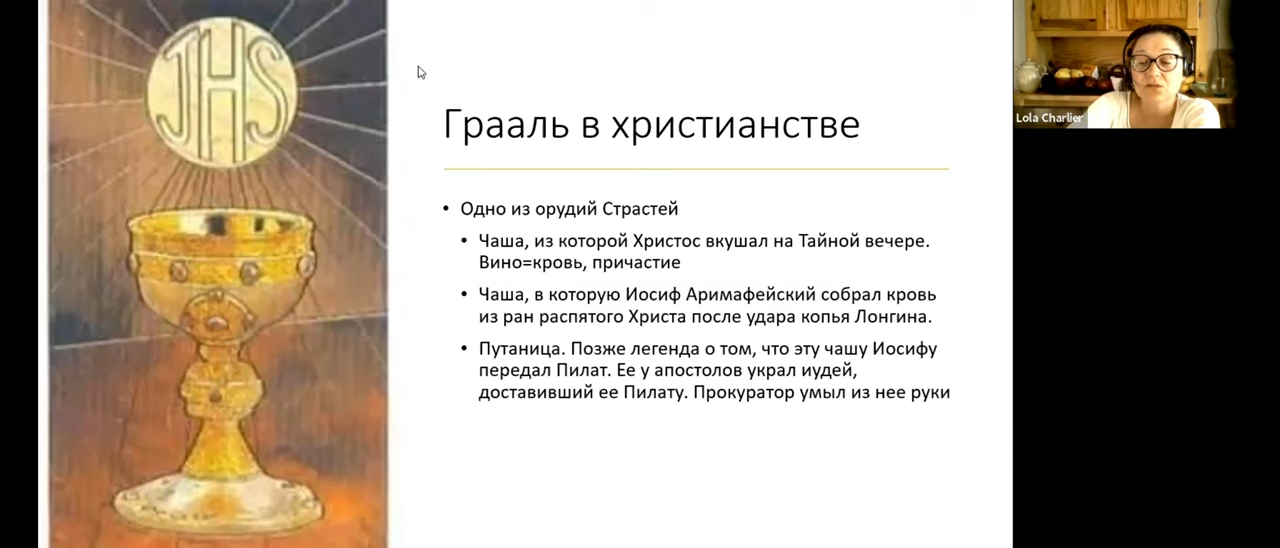 JHS
Грааль в христианстве
• Одно из орудий Страстей
• Чаша, из которой Христос вкушал на Тайной вечере.
Вино=кровь, причастие
• Чаша, в которую Иосиф Аримафейский собрал кровь
из ран распятого Христа после удара копья Лонгина.
• Путаница. Позже легенда о том, что эту чашу Иосифу
передал Пилат. Ее у апостолов украл иудей,
доставивший ее Пилату. Прокуратор умыл из нее руки
Lola Charlier